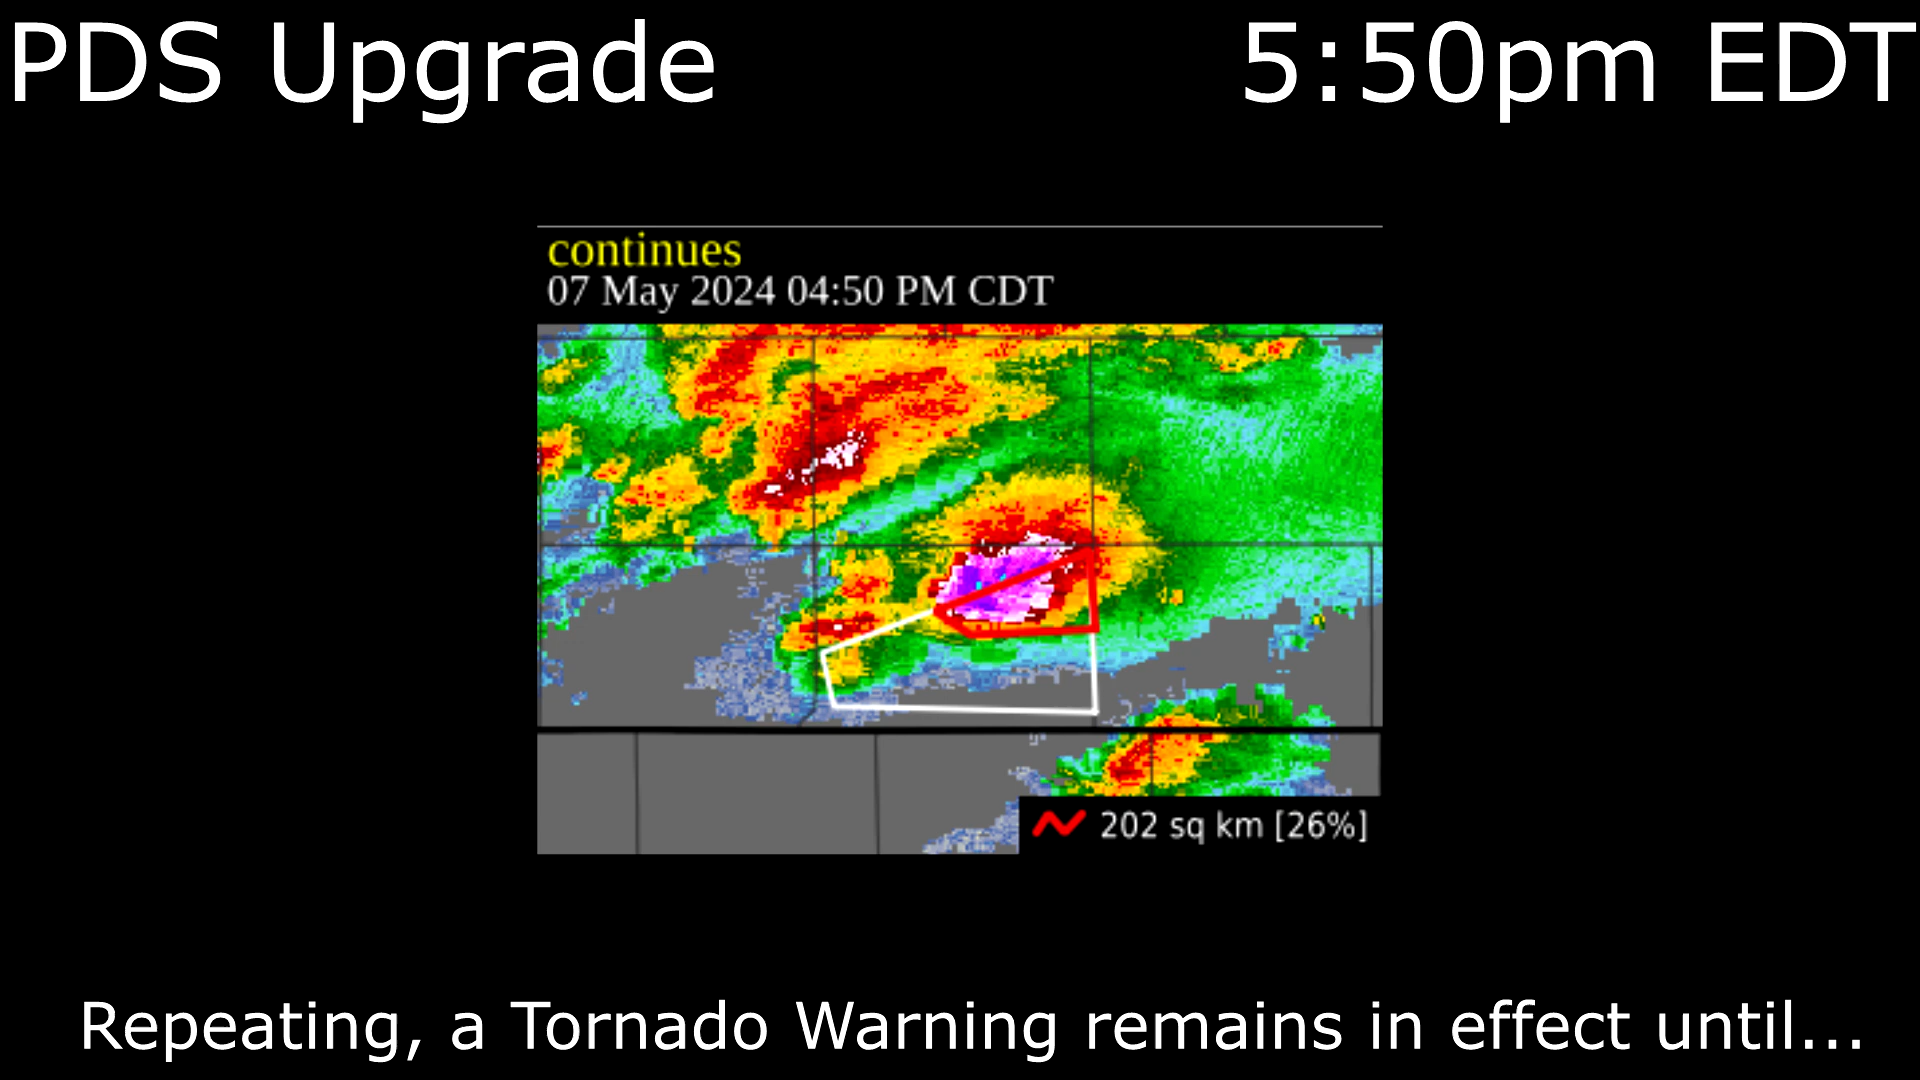 PDS Upgrade 5:50pm EDT
continues
07 May 2024 04:50 PM CDT
202 sq km [26%]
Repeating, a Tornado Warning remains in effect until...